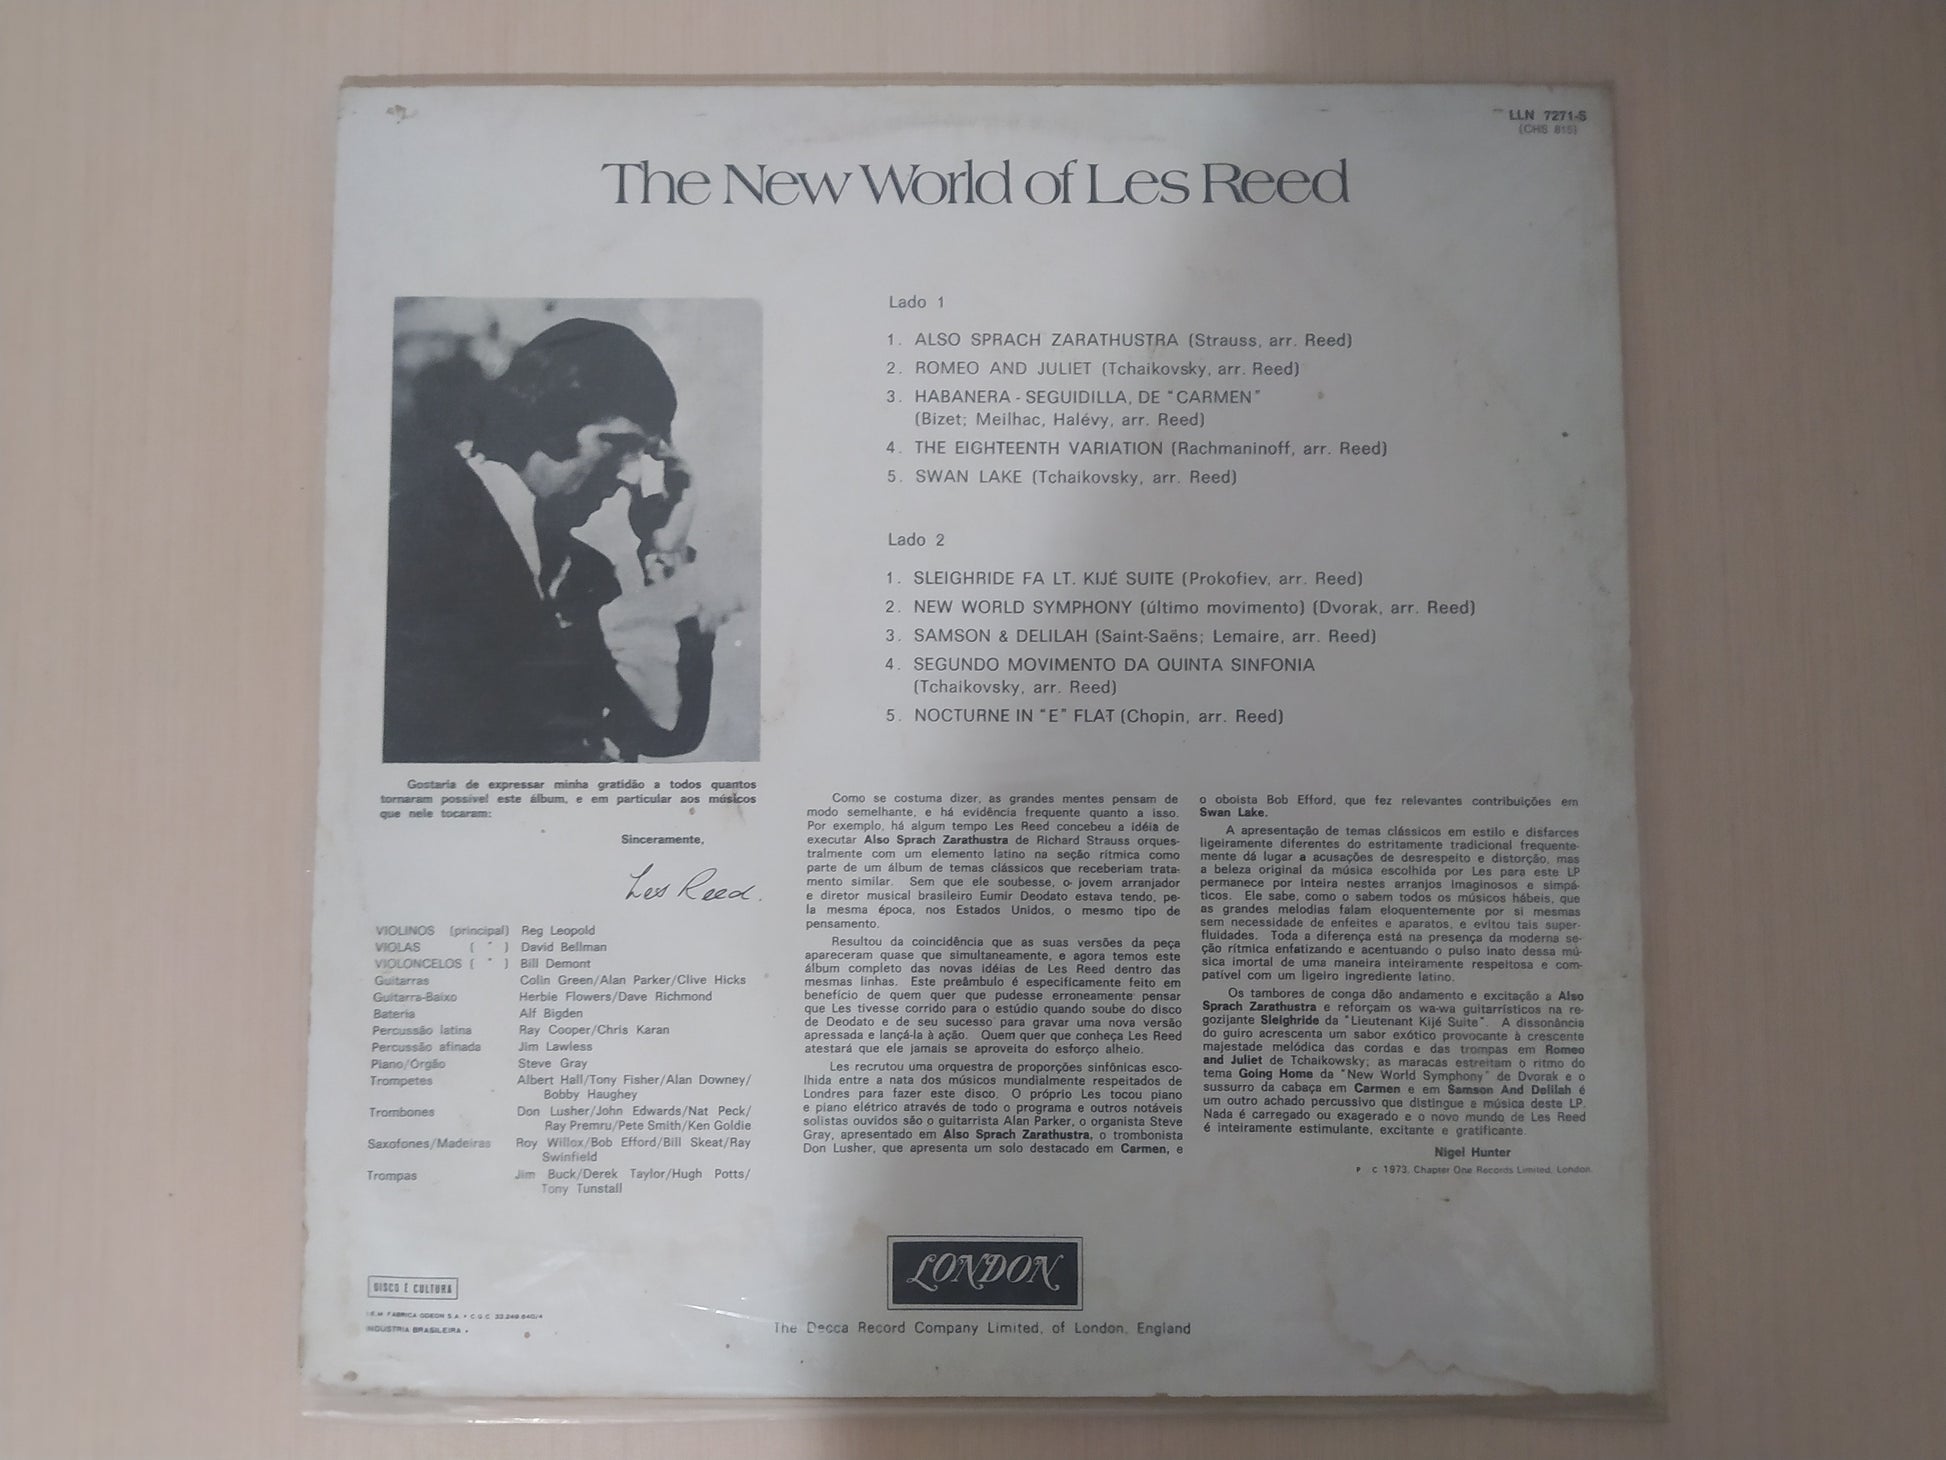 LLN 7271-S
(CHS 815)
The New World of Les Reed
Lado 1
1. ALSO SPRACH ZARATHUSTRA (Strauss, arr. Reed)
2. ROMEO AND JULIET (Tchaikovsky, arr. Reed)
3. HABANERA - SEGUIDILLA, DE "CARMEN"
(Bizet; Meilhac, Halévy, arr. Reed)
4. THE EIGHTEENTH VARIATION (Rachmaninoff, arr. Reed)
5. SWAN LAKE (Tchaikovsky, arr. Reed)
Lado 2
1. SLEIGHRIDE FA LT. KIJÉ SUITE (Prokofiev, arr. Reed)
2. NEW WORLD SYMPHONY (último movimento) (Dvorak, arr. Reed)
3. SAMSON & DELILAH (Saint-Saëns; Lemaire, arr. Reed)
4. SEGUNDO MOVIMENTO DA QUINTA SINFONIA
(Tchaikovsky, arr. Reed)
5. NOCTURNE IN "E" FLAT (Chopin, arr. Reed)
Gostaria de expressar minha gratidão a todos quantos
tornaram possível este álbum, e em particular aos músicos
que nele tocaram:
Sinceramente,
Les Reed.
VIOLINOS (principal) Reg Leopold
VIOLAS ( " ) David Bellman
VIOLONCELOS ( " ) Bill Demont
Guitarras Colin Green/Alan Parker/Clive Hicks
Guitarra-Baixo Herbie Flowers/Dave Richmond
Bateria Alf Bigden
Percussão latina Ray Cooper/Chris Karan
Percussão afinada Jim Lawless
Piano/Órgão Steve Gray
Trompetes Albert Hall/Tony Fisher/Alan Downey/
Bobby Haughey
Trombones Don Lusher/John Edwards/Nat Peck/
Ray Premru/Pete Smith/Ken Goldie
Saxofones/Madeiras Roy Willox/Bob Efford/Bill Skeat/Ray
Swinfield
Trompas Jim Buck/Derek Taylor/Hugh Potts/
Tony Tunstall
Como se costuma dizer, as grandes mentes pensam de
modo semelhante, e há evidência frequente quanto a isso.
Por exemplo, há algum tempo Les Reed concebeu a idéia de
executar Also Sprach Zarathustra de Richard Strauss orques-
tralmente com um elemento latino na seção rítmica como
parte de um álbum de temas clássicos que receberiam trata-
mento similar. Sem que ele soubesse, o jovem arranjador
e diretor musical brasileiro Eumir Deodato estava tendo, pe-
la mesma época, nos Estados Unidos, o mesmo tipo de
pensamento.
Resultou da coincidência que as suas versões da peça
apareceram quase que simultaneamente, e agora temos este
álbum completo das novas idéias de Les Reed dentro das
mesmas linhas. Este preâmbulo é especificamente feito em
benefício de quem quer que pudesse erroneamente pensar
que Les tivesse corrido para o estúdio quando soube do disco
de Deodato e de seu sucesso para gravar uma nova versão
apressada e lançá-la à ação. Quem quer que conheça Les Reed
atestará que ele jamais se aproveita do esforço alheio.
Les recrutou uma orquestra de proporções sinfônicas esco-
lhida entre a nata dos músicos mundialmente respeitados de
Londres para fazer este disco. O próprio Les tocou piano
e piano elétrico através de todo o programa e outros notáveis
solistas ouvidos são o guitarrista Alan Parker, o organista Steve
Gray, apresentado em Also Sprach Zarathustra, o trombonista
Don Lusher, que apresenta um solo destacado em Carmen, e
o oboista Bob Efford, que fez relevantes contribuições em
Swan Lake.
A apresentação de temas clássicos em estilo e disfarces
ligeiramente diferentes do estritamente tradicional frequente-
mente dá lugar a acusações de desrespeito e distorção, mas
a beleza original da música escolhida por Les para este LP
permanece por inteira nestes arranjos imaginosos e simpá-
ticos. Ele sabe, como o sabem todos os músicos hábeis, que
as grandes melodias falam eloquentemente por si mesmas
sem necessidade de enfeites e aparatos, e evitou tais super-
fluidades. Toda a diferença está na presença da moderna se-
ção rítmica enfatizando e acentuando o pulso inato dessa mú-
sica imortal de uma maneira inteiramente respeitosa e com-
patível com um ligeiro ingrediente latino.
Os tambores de conga dão andamento e excitação a Also
Sprach Zarathustra e reforçam os wa-wa guitarrísticos na re-
gozijante Sleighride da "Lieutenant Kijé Suite". A dissonância
do guiro acrescenta um sabor exótico provocante à crescente
majestade melódica das cordas e das trompas em Romeo
and Juliet de Tchaikowsky; as maracas estreitam o ritmo do
tema Going Home da "New World Symphony" de Dvorak e o
sussurro da cabaça em Carmen e em Samson And Delilah é
um outro achado percussivo que distingue a música deste LP.
Nada é carregado ou exagerado e o novo mundo de Les Reed
é inteiramente estimulante, excitante e gratificante.
Nigel Hunter
P C 1973, Chapter One Records Limited, London.
DISCO É CULTURA
I.E.M. FÁBRICA ODEON S.A. • C.G.C. 33.249.640/4
INDÚSTRIA BRASILEIRA •
LONDON
The Decca Record Company Limited, of London, England